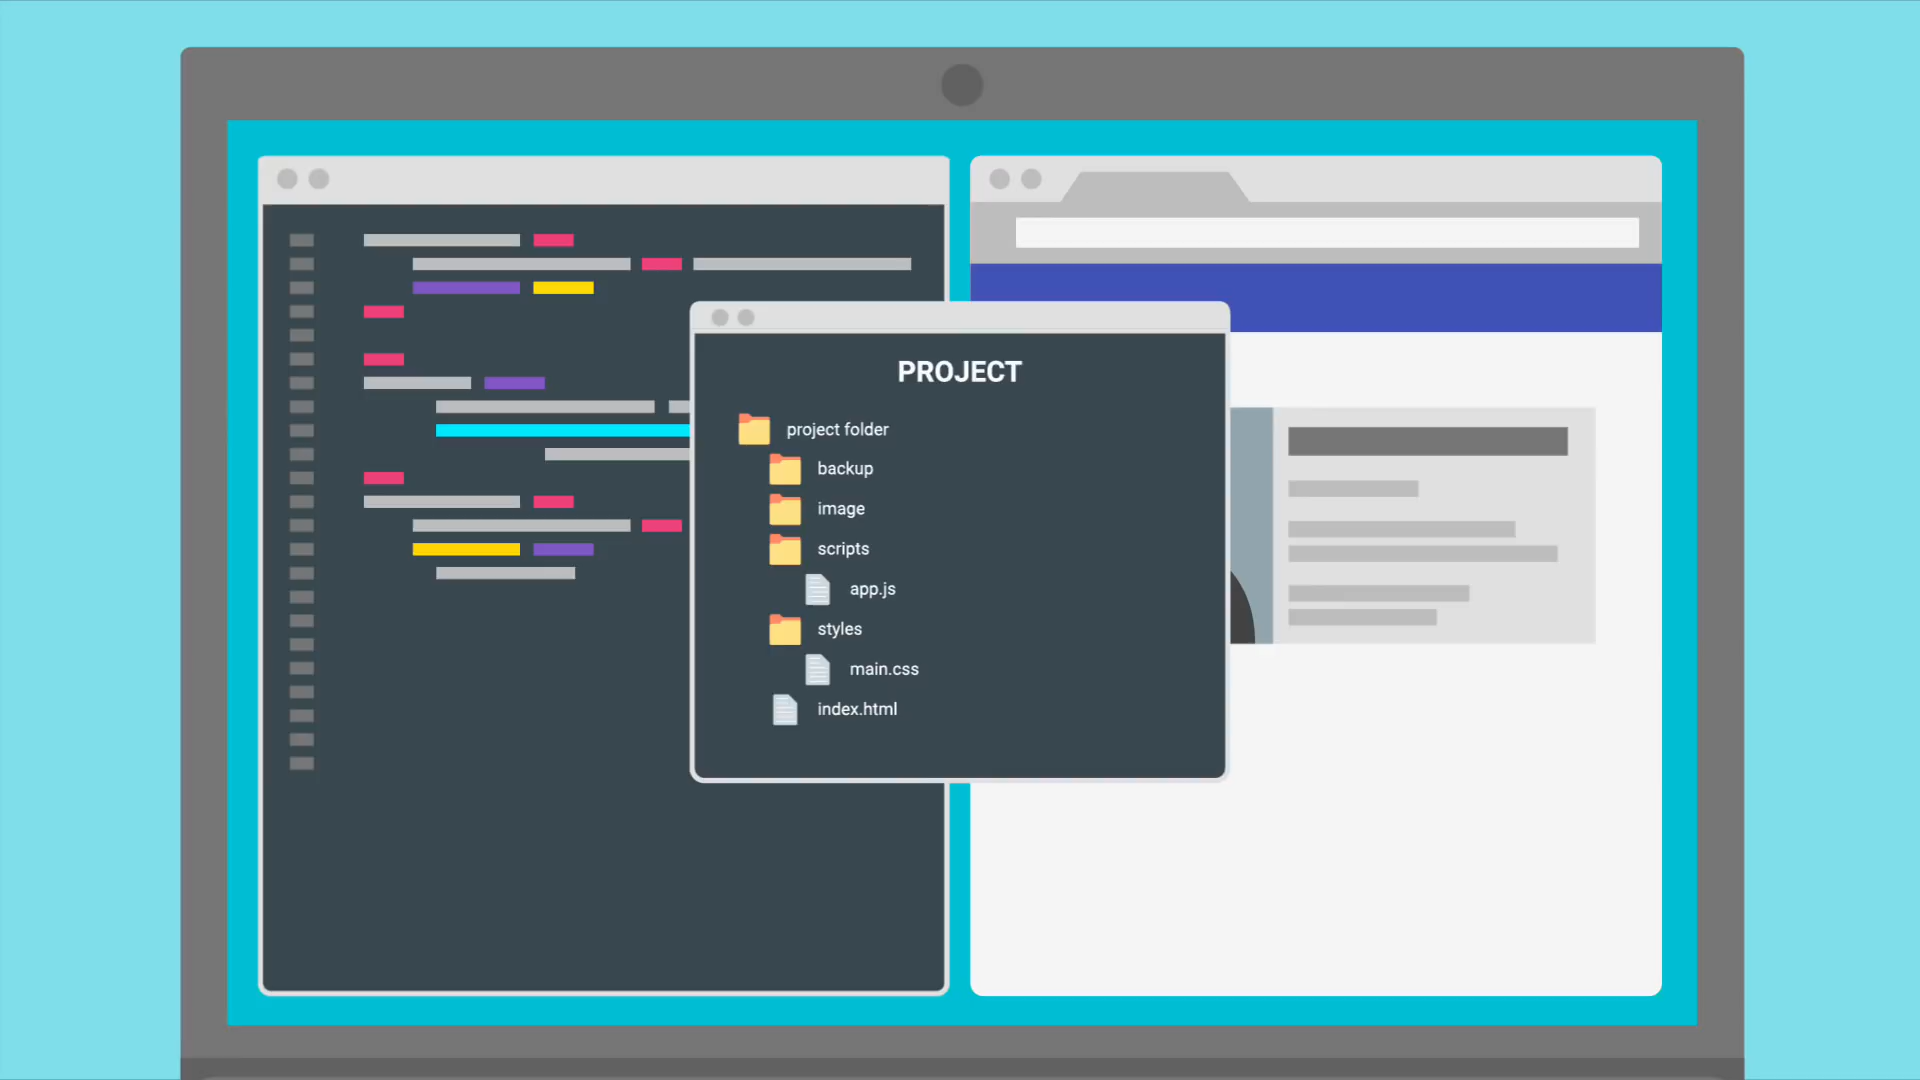 PROJECT
project folder
backup
image
scripts
app.js
styles
main.css
index.html